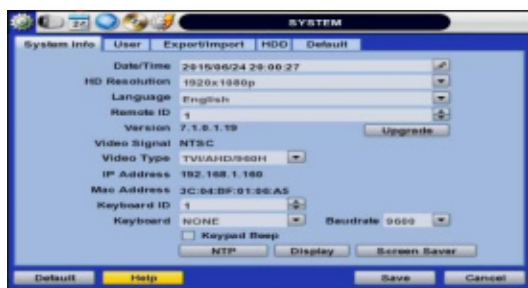 SYSTEM
System Info User Export/Import HDD Default
Date/Time 2015/06/24 20:00:27
HD Resolution 1920x1080p
Language English
Remote ID 1
Version 7.1.0.1.19
Upgrade
Video Signal NTSC
Video Type TVI/AHD/960H
IP Address 192.168.1.160
Mac Address 3C:04:BF:01:06:A5
Keyboard ID 1
Keyboard NONE Baudrate 9600
Keypad Beep
NTP Display Screen Saver
Default Help Save Cancel